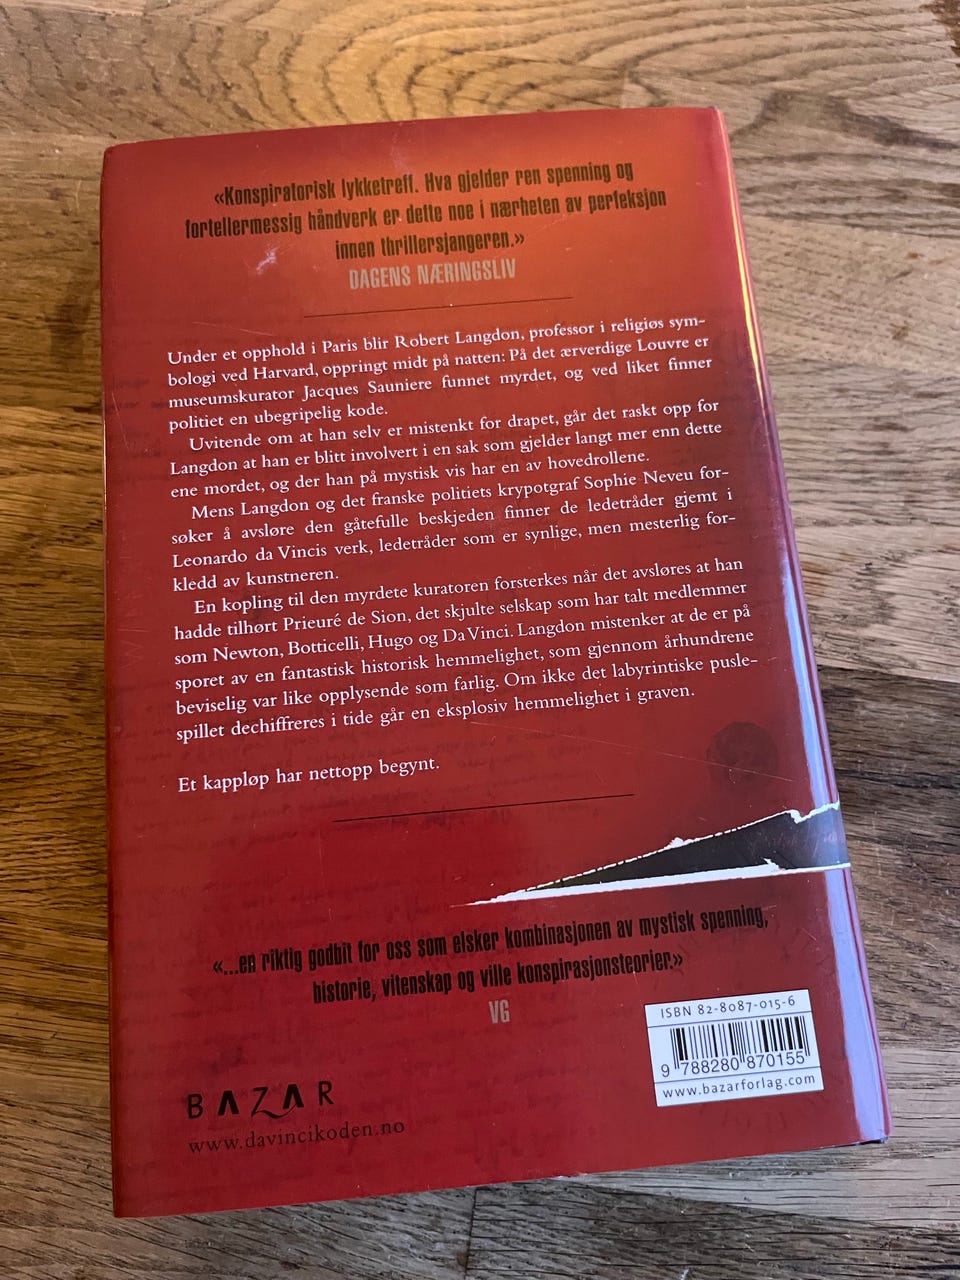 «Konspiratorisk lykketreff. Hva gjelder ren spenning og
fortellermessig håndverk er dette noe i nærheten av perfeksjon
innen thrillersjangeren.»
DAGENS NÆRINGSLIV
Under et opphold i Paris blir Robert Langdon, professor i religiøs sym-
bologi ved Harvard, oppringt midt på natten: På det ærverdige Louvre er
museumskurator Jacques Sauniere funnet myrdet, og ved liket finner
politiet en ubegripelig kode.
Uvitende om at han selv er mistenkt for drapet, går det raskt opp for
Langdon at han er blitt involvert i en sak som gjelder langt mer enn dette
ene mordet, og der han på mystisk vis har en av hovedrollene.
Mens Langdon og det franske politiets krypotgraf Sophie Neveu for-
søker å avsløre den gåtefulle beskjeden finner de ledetråder gjemt i
Leonardo da Vincis verk, ledetråder som er synlige, men mesterlig for-
kledd av kunstneren.
En kopling til den myrdete kuratoren forsterkes når det avsløres at han
hadde tilhørt Prieuré de Sion, det skjulte selskap som har talt medlemmer
som Newton, Botticelli, Hugo og Da Vinci. Langdon mistenker at de er på
sporet av en fantastisk historisk hemmelighet, som gjennom århundrene
beviselig var like opplysende som farlig. Om ikke det labyrintiske pusle-
spillet dechiffreres i tide går en eksplosiv hemmelighet i graven.
Et kappløp har nettopp begynt.
«...en riktig godbit for oss som elsker kombinasjonen av mystisk spenning,
historie, vitenskap og ville konspirasjonsteorier.»
VG
ISBN 82-8087-015-6
9 788280 870155
www.bazarforlag.com
BAZAR
www.davincikoden.no